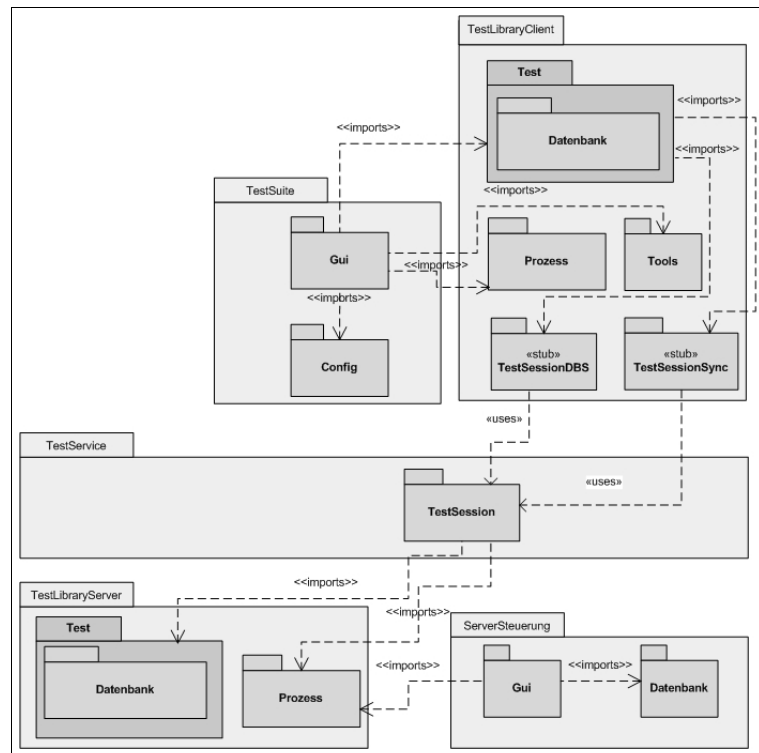 TestLibraryClient
Test
<<imports>>
Datenbank
<<imports>>
<<imports>>
TestSuite
<<imports>>
Gui
Prozess
Tools
<<imports>>
<<imports>>
Config
«stub»
TestSessionDBS
«stub»
TestSessionSync
«uses»
TestService
«uses»
TestSession
<<imports>>
TestLibraryServer
Test
<<imports>>
ServerSteuerung
Datenbank
Prozess
<<imports>>
Gui
<<imports>>
Datenbank